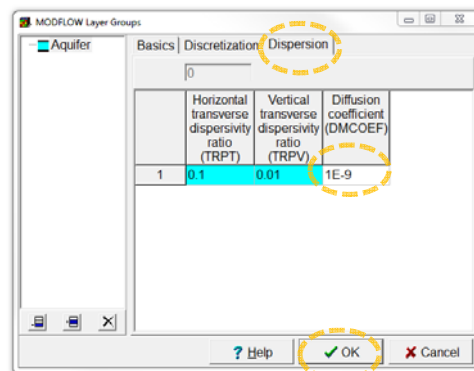 MODFLOW Layer Groups
Aquifer
Basics Discretization Dispersion
0
Horizontal transverse dispersivity ratio (TRPT)
Vertical transverse dispersivity ratio (TRPV)
Diffusion coefficient (DMCOEF)
1 0.1 0.01 1E-9
? Help
OK
Cancel